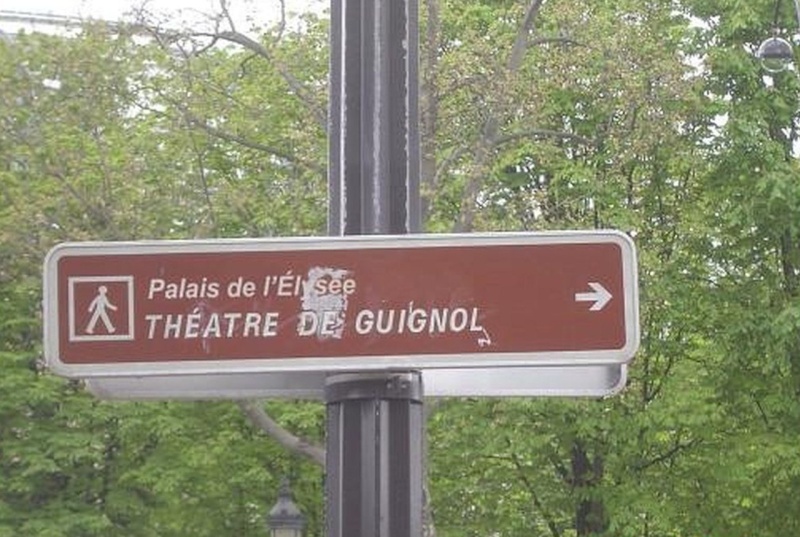 Palais de l'Élysée
THÉATRE DE GUIGNOL